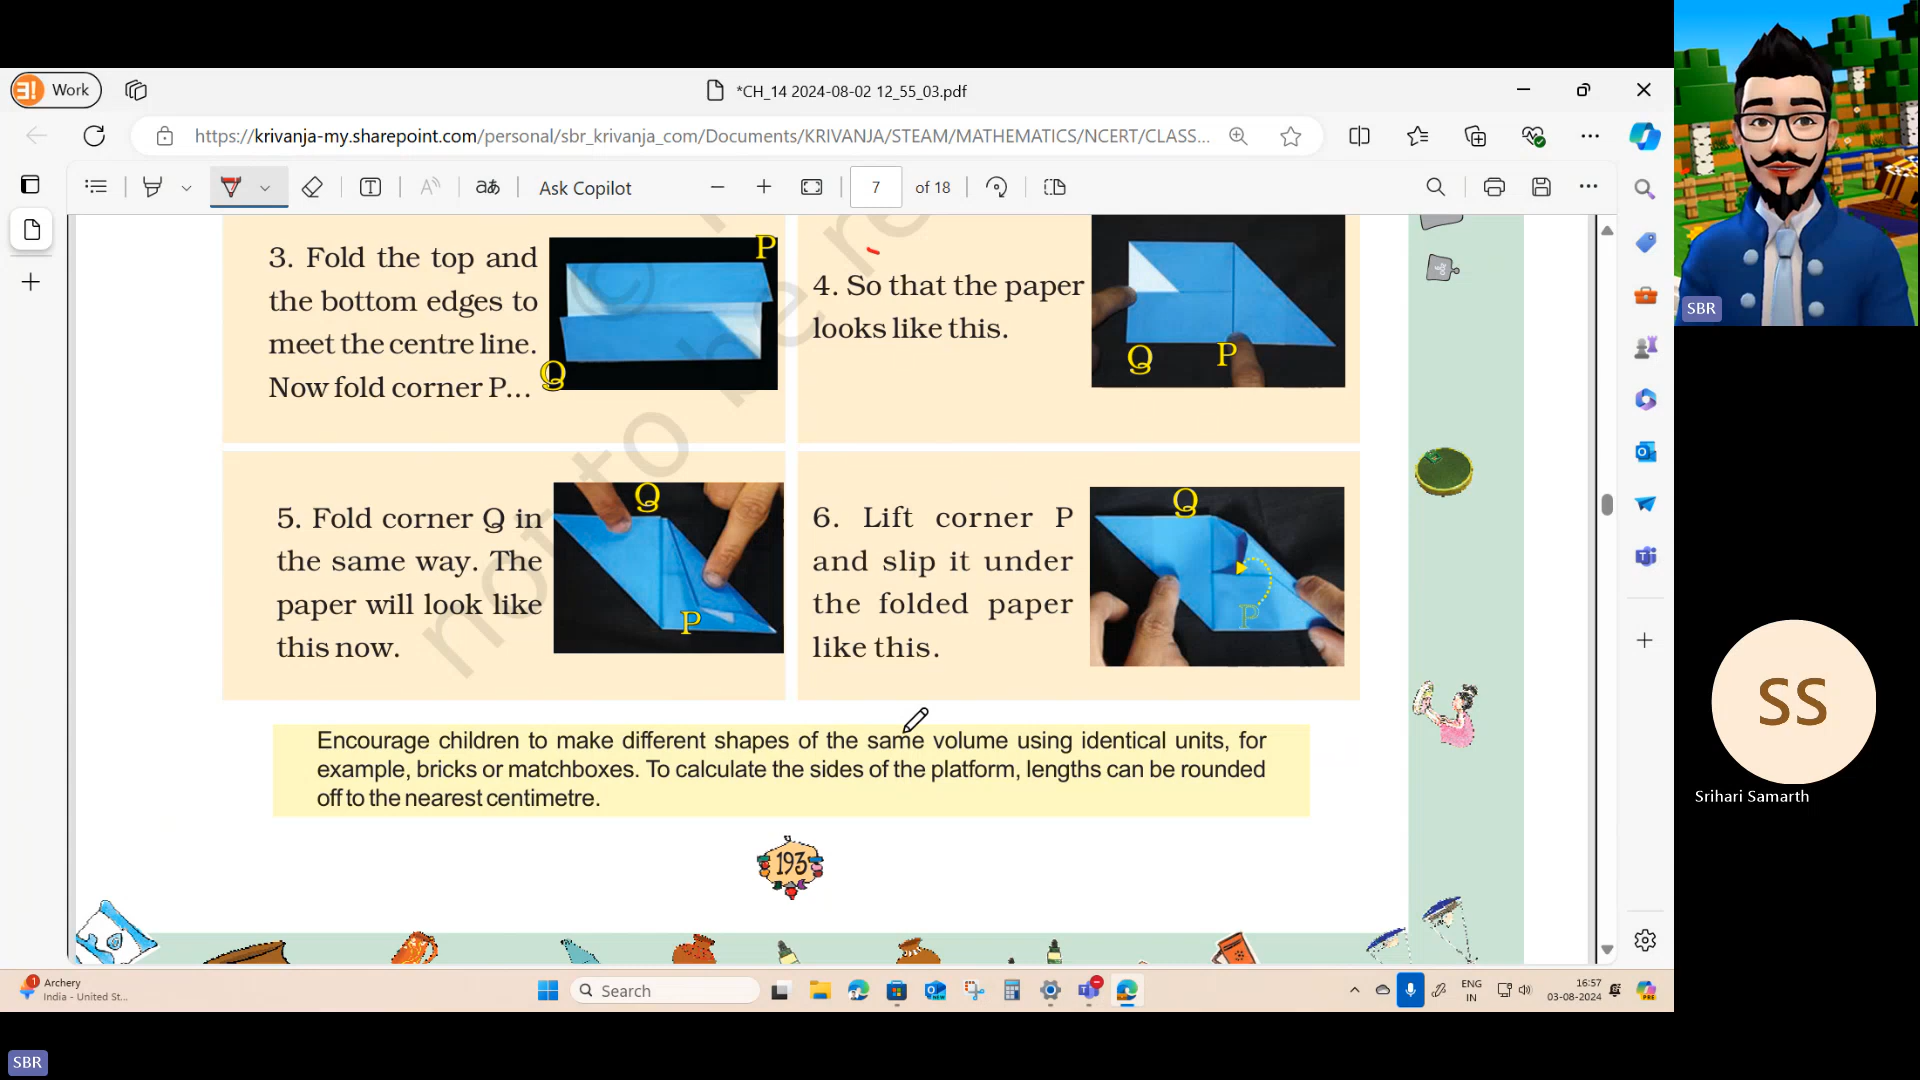 Work
*CH_14 2024-08-02 12_55_03.pdf
https://krivanja-my.sharepoint.com/personal/sbr_krivanja_com/Documents/KRIVANJA/STEAM/MATHEMATICS/NCERT/CLASS...
Ask Copilot
7 of 18
3. Fold the top and
the bottom edges to
meet the centre line.
Now fold corner P...
P
Q
4. So that the paper
looks like this.
Q P
5. Fold corner Q in
the same way. The
paper will look like
this now.
Q
P
6. Lift corner P
and slip it under
the folded paper
like this.
Q
P
not to be re
©
Encourage children to make different shapes of the same volume using identical units, for
example, bricks or matchboxes. To calculate the sides of the platform, lengths can be rounded
off to the nearest centimetre.
193
SBR
SS
Srihari Samarth
1
Archery
India - United St...
Search
ENG
IN
16:57
03-08-2024
SBR